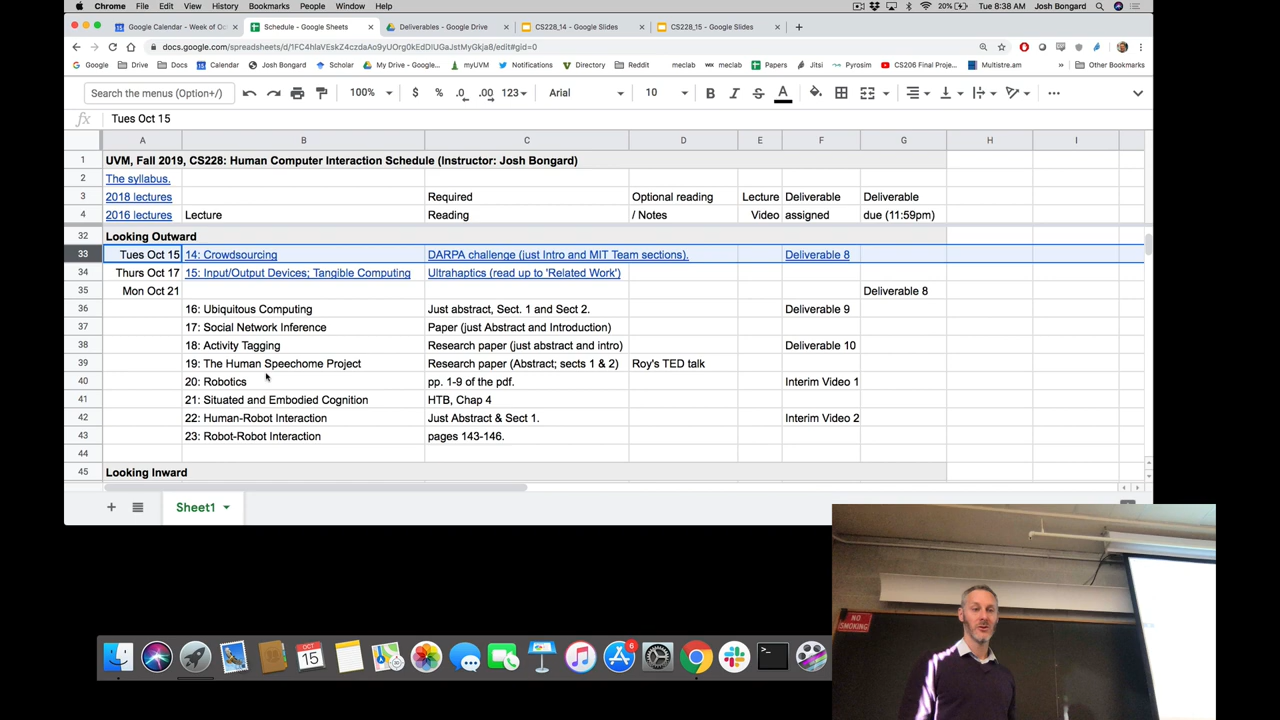 Chrome File Edit View History Bookmarks People Window Help 20% Tues 8:38 AM Josh Bongard
Google Calendar - Week of Oc Schedule - Google Sheets Deliverables - Google Drive CS228_14 - Google Slides CS228_15 - Google Slides
docs.google.com/spreadsheets/d/1FC4hlaVEskZ4czdaAo9yUOrg0kEdDIUGaJstMyGkja8/edit#gid=0
Google Drive Docs Calendar Josh Bongard Scholar My Drive - Google... myUVM Notifications Directory Reddit meclab meclab Papers Jitsi Pyrosim CS206 Final Proje... Multistre.am » Other Bookmarks
Search the menus (Option+/) 100% $ % .0 .00 123 Arial 10 B I S A
fx Tues Oct 15
A B C D E F G H I
1 UVM, Fall 2019, CS228: Human Computer Interaction Schedule (Instructor: Josh Bongard)
2 The syllabus.
3 2018 lectures Required Optional reading Lecture Deliverable Deliverable
4 2016 lectures Lecture Reading / Notes Video assigned due (11:59pm)
32 Looking Outward
33 Tues Oct 15 14: Crowdsourcing DARPA challenge (just Intro and MIT Team sections). Deliverable 8
34 Thurs Oct 17 15: Input/Output Devices; Tangible Computing Ultrahaptics (read up to 'Related Work')
35 Mon Oct 21 Deliverable 8
36 16: Ubiquitous Computing Just abstract, Sect. 1 and Sect 2. Deliverable 9
37 17: Social Network Inference Paper (just Abstract and Introduction)
38 18: Activity Tagging Research paper (just abstract and intro) Deliverable 10
39 19: The Human Speechome Project Research paper (Abstract; sects 1 & 2) Roy's TED talk
40 20: Robotics pp. 1-9 of the pdf. Interim Video 1
41 21: Situated and Embodied Cognition HTB, Chap 4
42 22: Human-Robot Interaction Just Abstract & Sect 1. Interim Video 2
43 23: Robot-Robot Interaction pages 143-146.
44
45 Looking Inward
Sheet1
NO
SMOKING
OCT
15
6